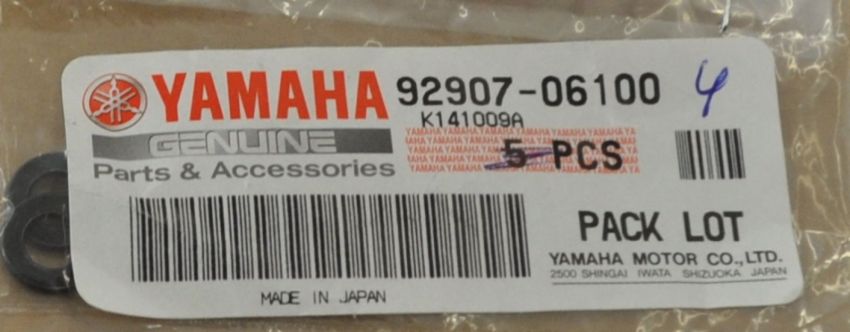 YAMAHA 92907-06100 4
K141009A
GENUINE
5 PCS
Parts & Accessories
PACK LOT
YAMAHA MOTOR CO.,LTD.
2500 SHINGAI IWATA SHIZUOKA JAPAN
MADE IN JAPAN